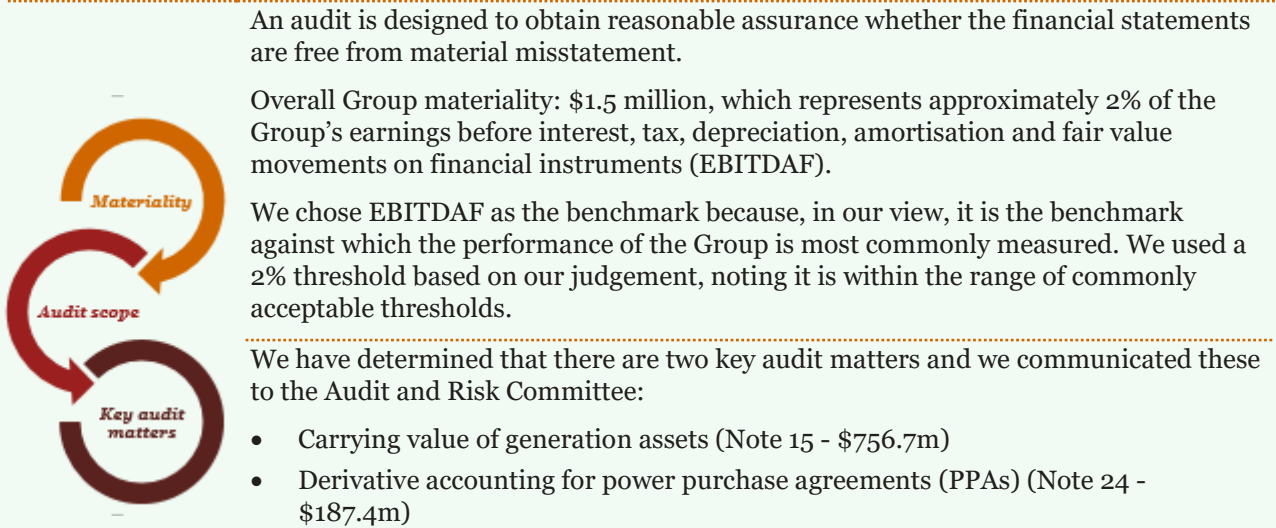 An audit is designed to obtain reasonable assurance whether the financial statements
are free from material misstatement.
Overall Group materiality: $1.5 million, which represents approximately 2% of the
Group's earnings before interest, tax, depreciation, amortisation and fair value
movements on financial instruments (EBITDAF).
We chose EBITDAF as the benchmark because, in our view, it is the benchmark
against which the performance of the Group is most commonly measured. We used a
2% threshold based on our judgement, noting it is within the range of commonly
acceptable thresholds.
Materiality
Audit scope
Key audit
matters
We have determined that there are two key audit matters and we communicated these
to the Audit and Risk Committee:
• Carrying value of generation assets (Note 15 - $756.7m)
• Derivative accounting for power purchase agreements (PPAs) (Note 24 -
$187.4m)